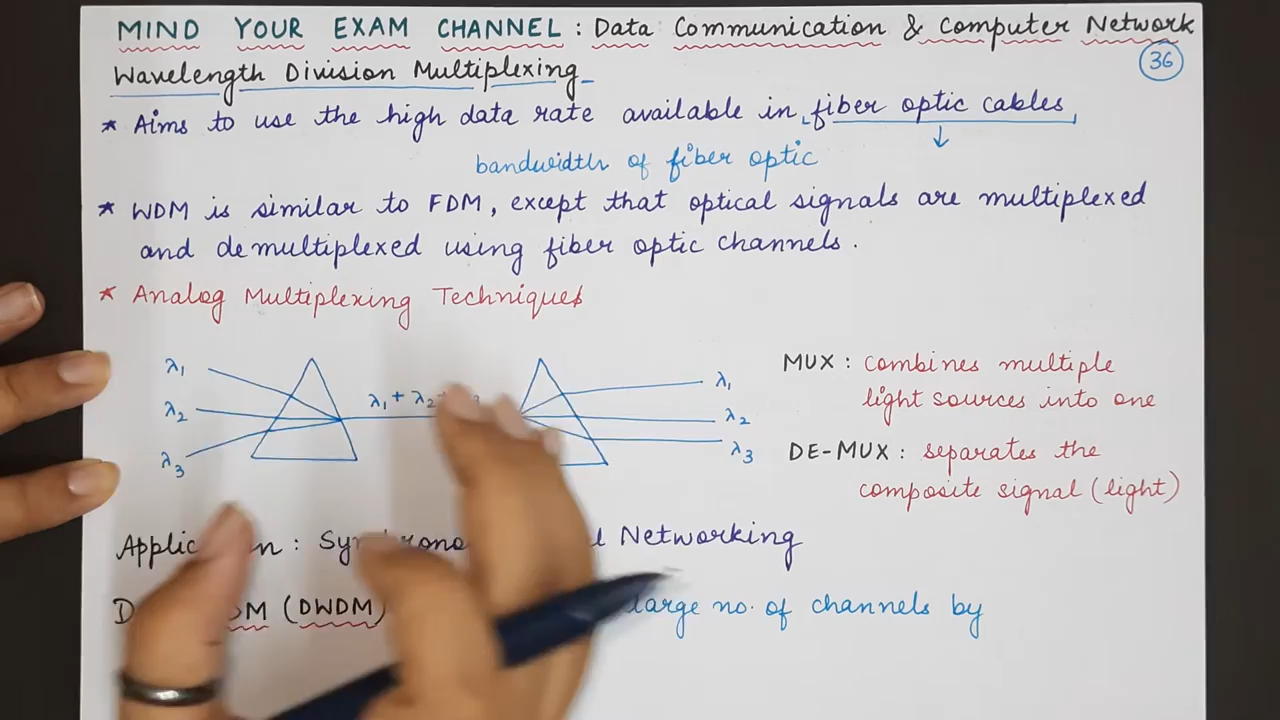 MIND YOUR EXAM CHANNEL : Data Communication & Computer Network
Wavelength Division Multiplexing
36
* Aims to use the high data rate available in fiber optic cables
bandwidth of fiber optic
* WDM is similar to FDM, except that optical signals are multiplexed
and demultiplexed using fiber optic channels.
* Analog Multiplexing Techniques
λ1
λ2
λ3
λ1 + λ2
λ1
λ2
λ3
MUX : combines multiple
light sources into one
DE-MUX : separates the
composite signal (light)
: Networking
(DWDM) large no. of channels by